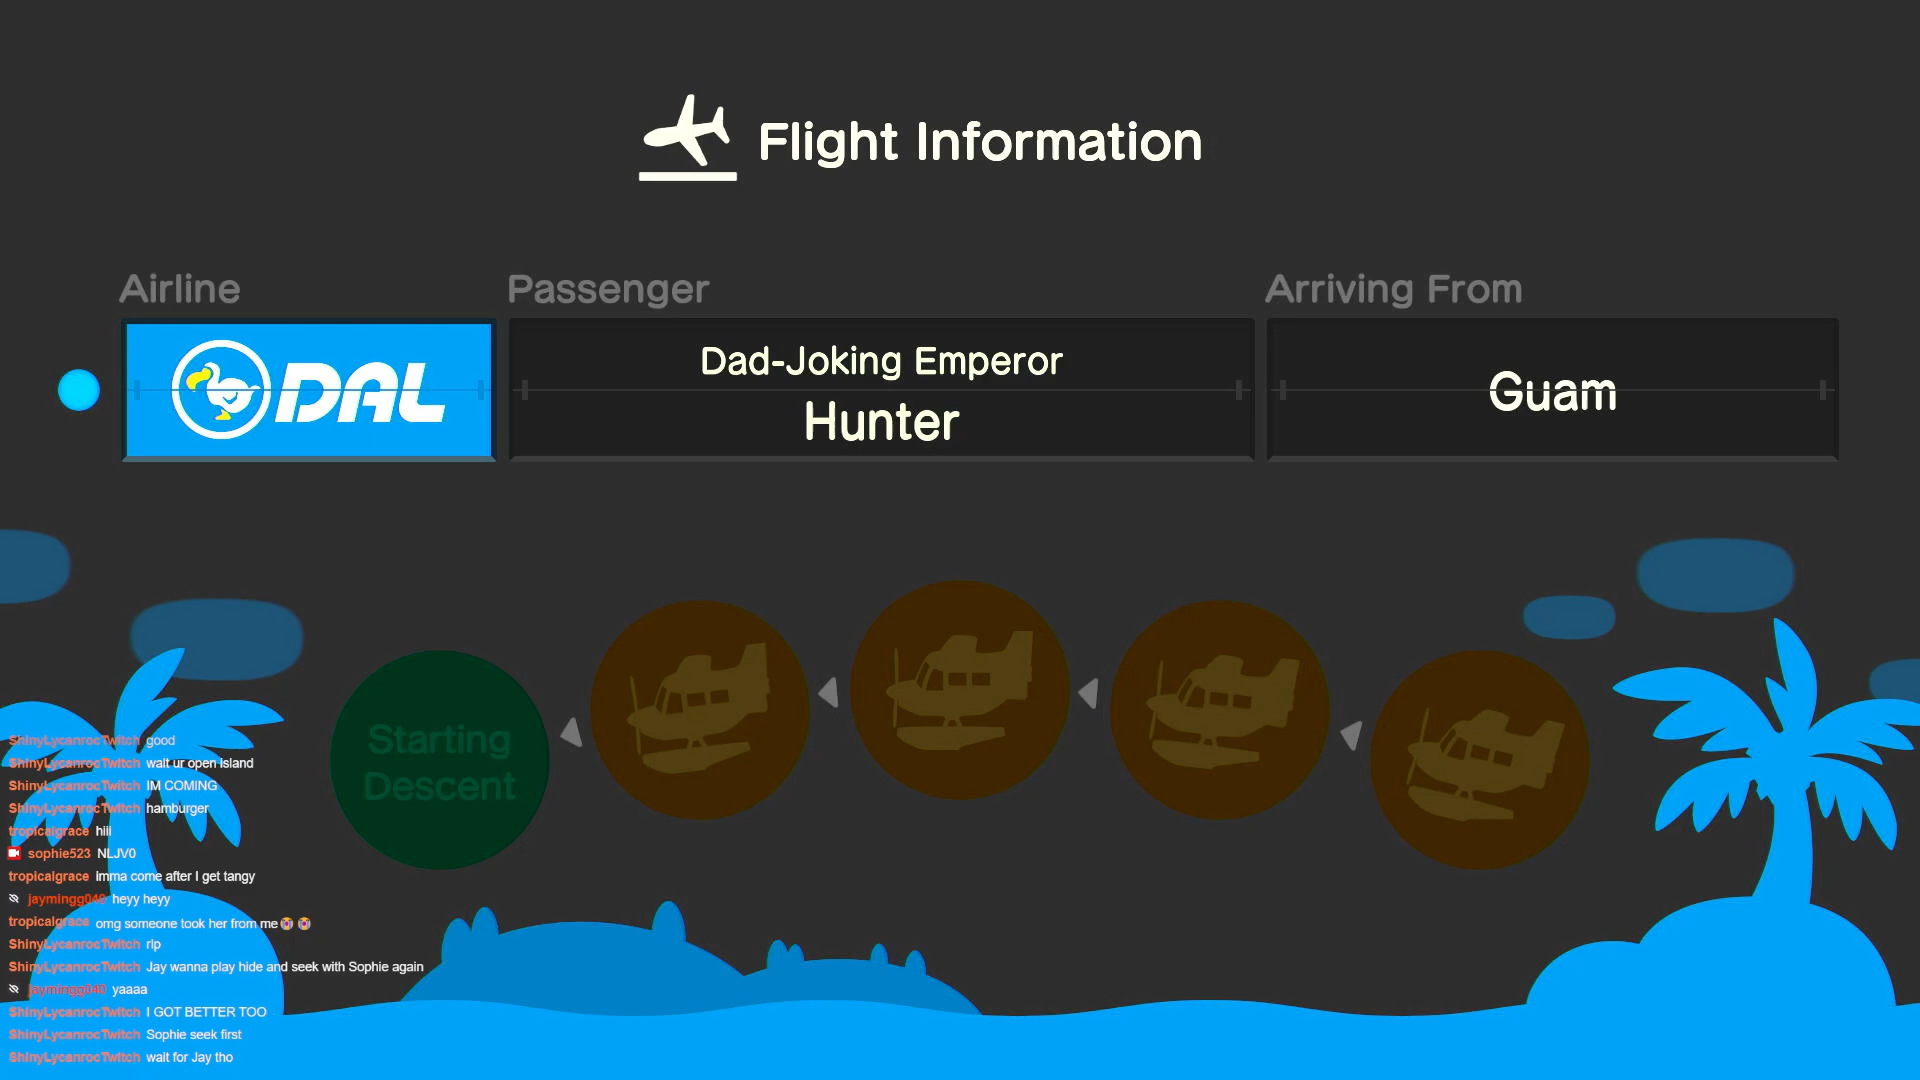 Flight Information
Airline
Passenger
Arriving From
DAL
Dad-Joking Emperor
Hunter
Guam
Starting
Descent
ShinyLycanrocTwitch good
ShinyLycanrocTwitch wait ur open island
ShinyLycanrocTwitch IM COMING
ShinyLycanrocTwitch hamburger
tropicalgrace hiii
sophie523 NLJV0
tropicalgrace Imma come after I get tangy
jaymingg040 heyy heyy
tropicalgrace omg someone took her from me😭 😭
ShinyLycanrocTwitch rip
ShinyLycanrocTwitch Jay wanna play hide and seek with Sophie again
jaymingg040 yaaaa
ShinyLycanrocTwitch I GOT BETTER TOO
ShinyLycanrocTwitch Sophie seek first
ShinyLycanrocTwitch wait for Jay tho